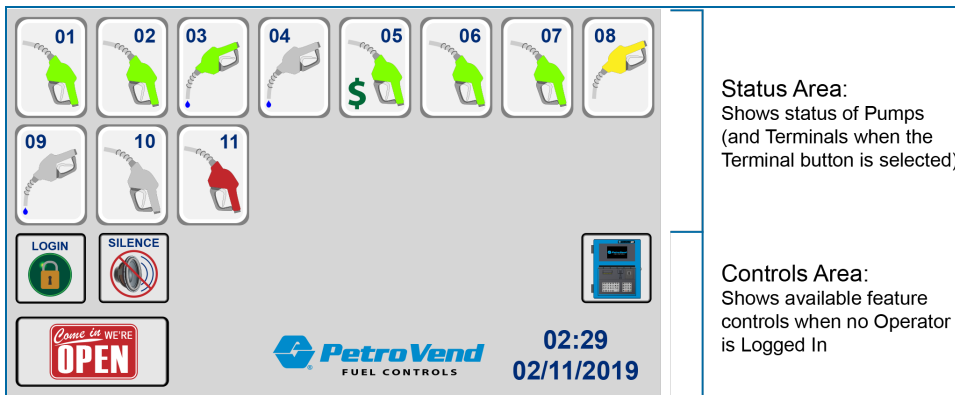 01 02 03 04 05 06 07 08
$
09 10 11
LOGIN SILENCE
Come in WE'RE
OPEN
PetroVend
FUEL CONTROLS
02:29
02/11/2019
Status Area:
Shows status of Pumps
(and Terminals when the
Terminal button is selected)
Controls Area:
Shows available feature
controls when no Operator
is Logged In